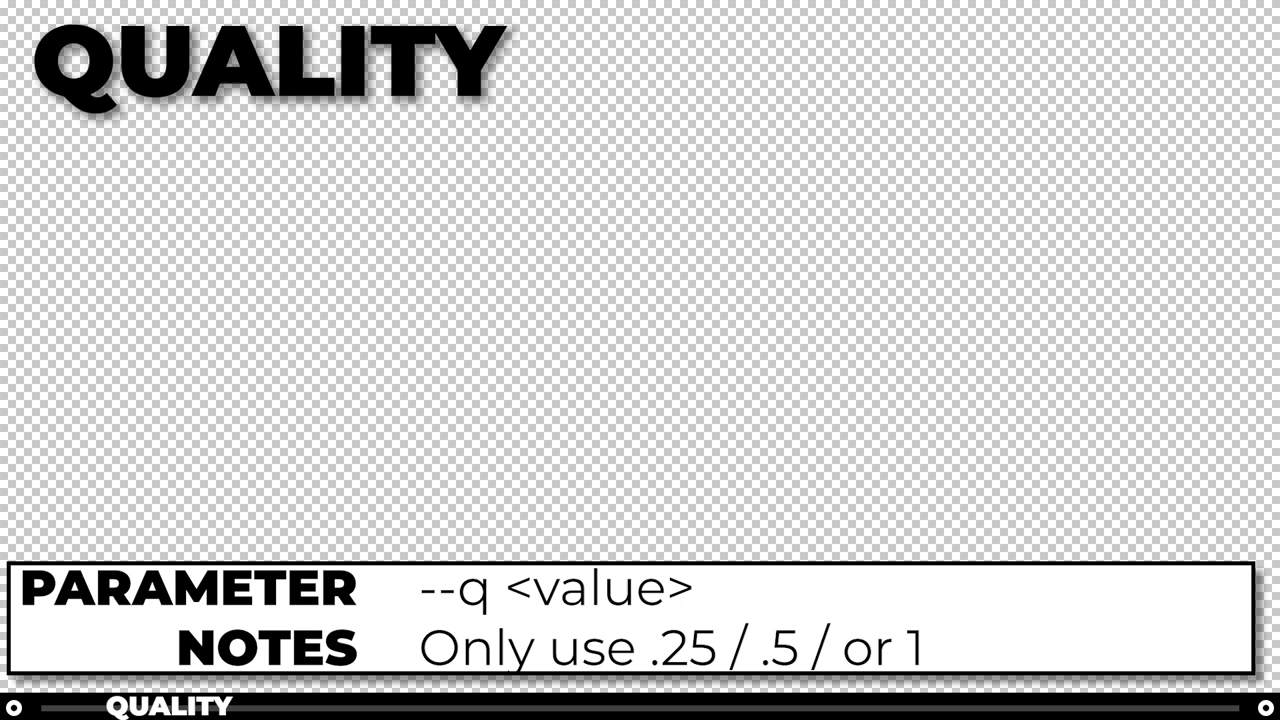 QUALITY
PARAMETER --q <value>
NOTES Only use .25 / .5 / or 1
QUALITY